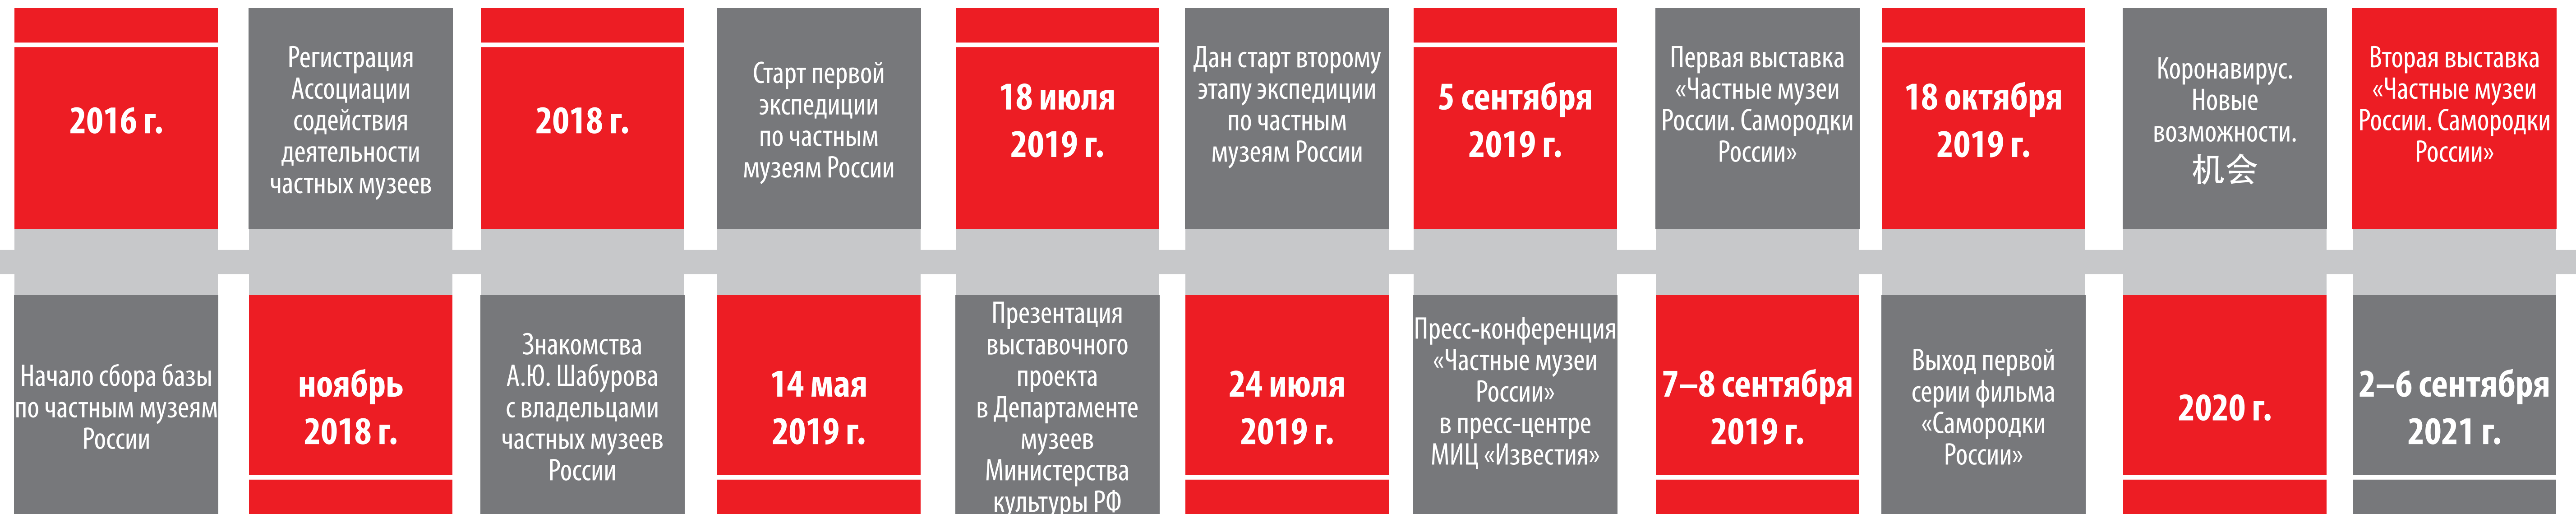 2016 г.
Начало сбора базы
по частным музеям
России
Регистрация
Ассоциации
содействия
деятельности
частных музеев
ноябрь
2018 г.
2018 г.
Знакомства
А.Ю. Шабурова
с владельцами
частных музеев
России
Старт первой
экспедиции
по частным
музеям России
14 мая
2019 г.
18 июля
2019 г.
Презентация
выставочного
проекта
в Департаменте
музеев
Министерства
культуры РФ
Дан старт второму
этапу экспедиции
по частным
музеям России
24 июля
2019 г.
5 сентября
2019 г.
Пресс-конференция
«Частные музеи
России»
в пресс-центре
МИЦ «Известия»
Первая выставка
«Частные музеи
России. Самородки
России»
7–8 сентября
2019 г.
18 октября
2019 г.
Выход первой
серии фильма
«Самородки
России»
Коронавирус.
Новые
возможности.
机会
2020 г.
Вторая выставка
«Частные музеи
России. Самородки
России»
2–6 сентября
2021 г.